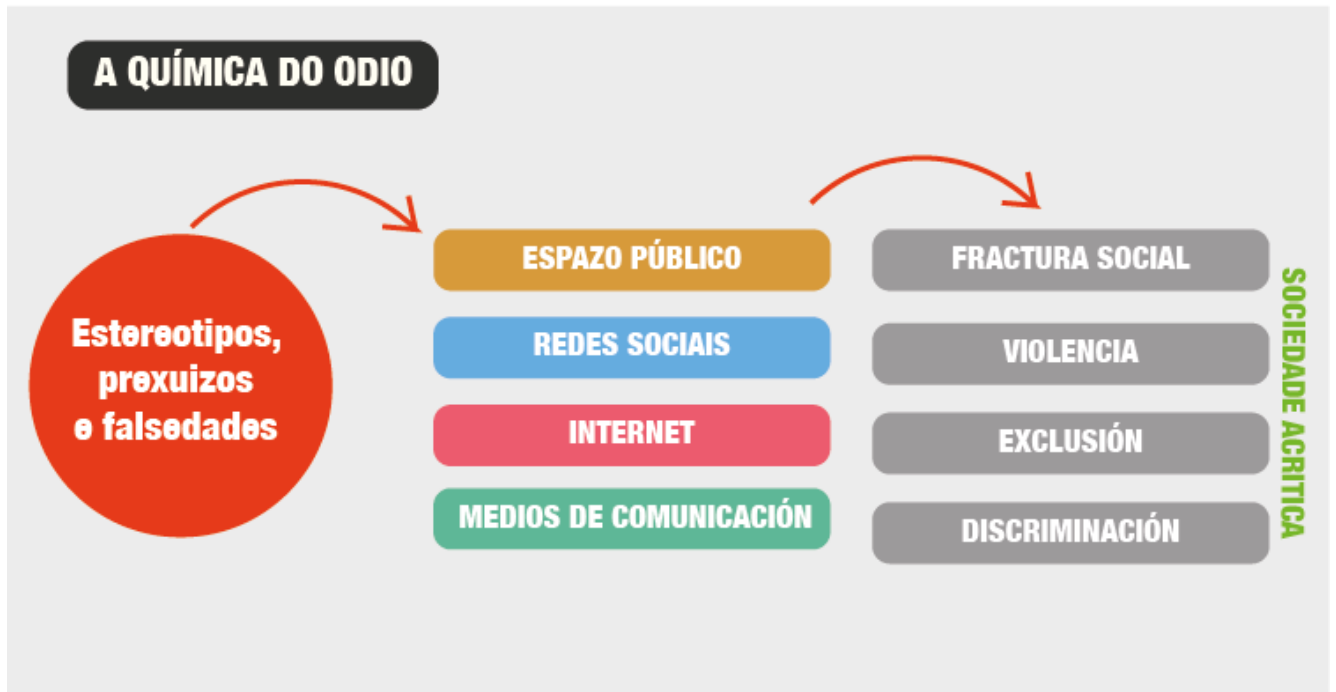 A QUÍMICA DO ODIO
Estereotipos,
prexuizos
e falsedades
ESPAZO PÚBLICO
REDES SOCIAIS
INTERNET
MEDIOS DE COMUNICACIÓN
FRACTURA SOCIAL
VIOLENCIA
EXCLUSIÓN
DISCRIMINACIÓN
SOCIEDADE ACRITICA